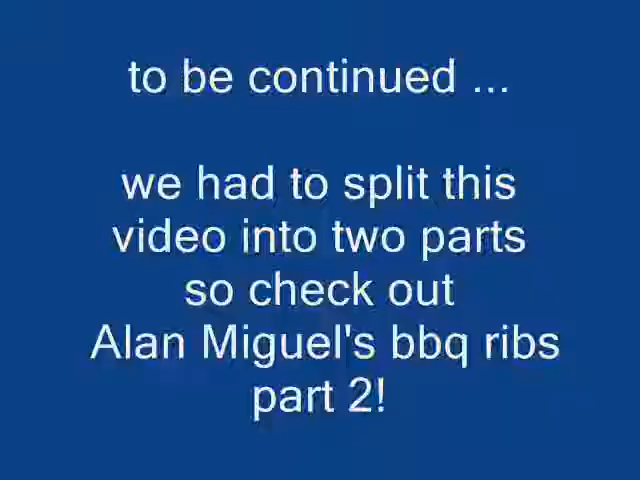 to be continued ...
we had to split this
video into two parts
so check out
Alan Miguel's bbq ribs
part 2!